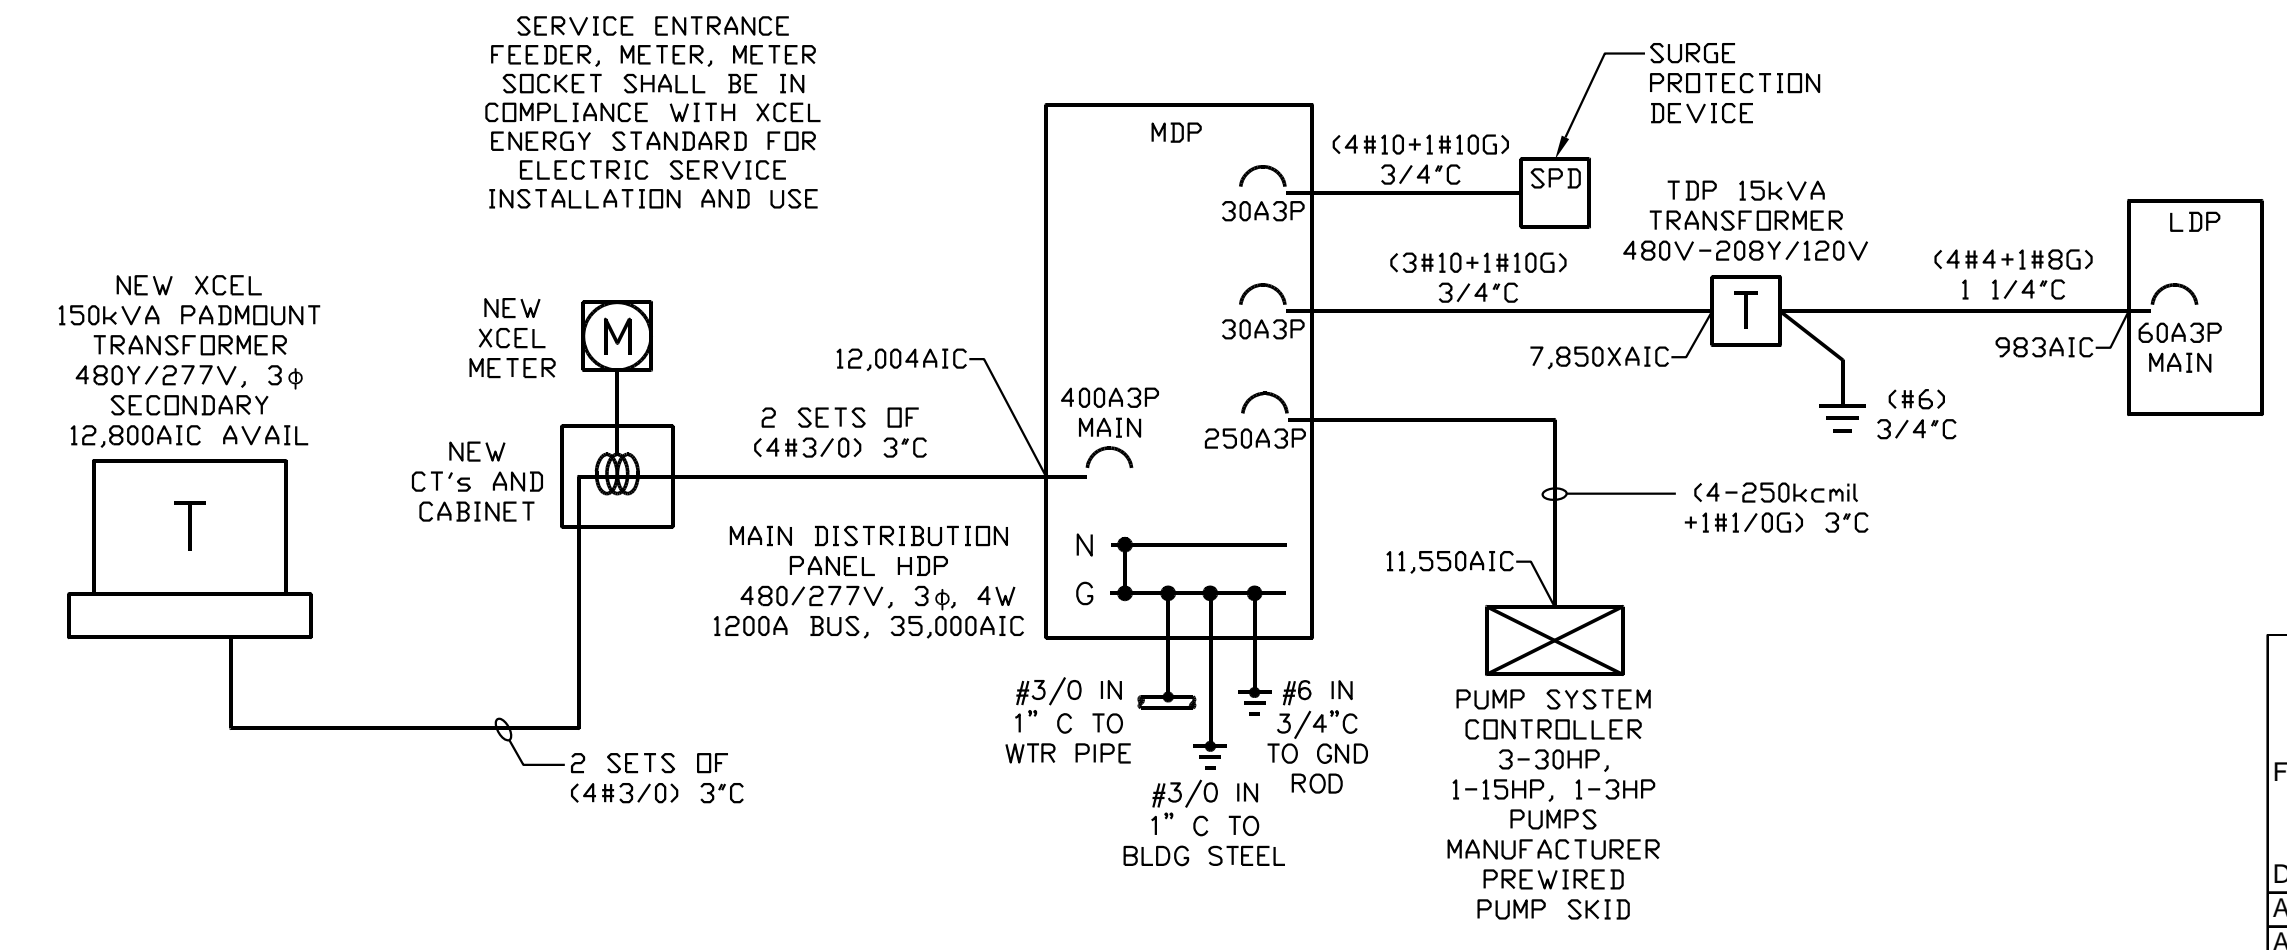 SERVICE ENTRANCE
FEEDER, METER, METER
SOCKET SHALL BE IN
COMPLIANCE WITH XCEL
ENERGY STANDARD FOR
ELECTRIC SERVICE
INSTALLATION AND USE
NEW XCEL
150kVA PADMOUNT
TRANSFORMER
480Y/277V, 3ϕ
SECONDARY
12,800AIC AVAIL
T
NEW
XCEL
METER
M
NEW
CT's AND
CABINET
2 SETS OF
(4#3/0) 3"C
2 SETS OF
(4#3/0) 3"C
12,004AIC
MAIN DISTRIBUTION
PANEL HDP
480/277V, 3ϕ, 4W
1200A BUS, 35,000AIC
MDP
30A3P
30A3P
400A3P
MAIN
250A3P
N
G
#3/0 IN
1" C TO
WTR PIPE
#3/0 IN
1" C TO
BLDG STEEL
#6 IN
3/4"C
TO GND
ROD
(4#10+1#10G)
3/4"C
SPD
SURGE
PROTECTION
DEVICE
(3#10+1#10G)
3/4"C
TDP 15kVA
TRANSFORMER
480V-208Y/120V
T
7,850XAIC
(#6)
3/4"C
(4#4+1#8G)
1 1/4"C
983AIC
LDP
60A3P
MAIN
(4-250kcmil
+1#1/0G) 3"C
11,550AIC
PUMP SYSTEM
CONTROLLER
3-30HP,
1-15HP, 1-3HP
PUMPS
MANUFACTURER
PREWIRED
PUMP SKID
F
D
A
A